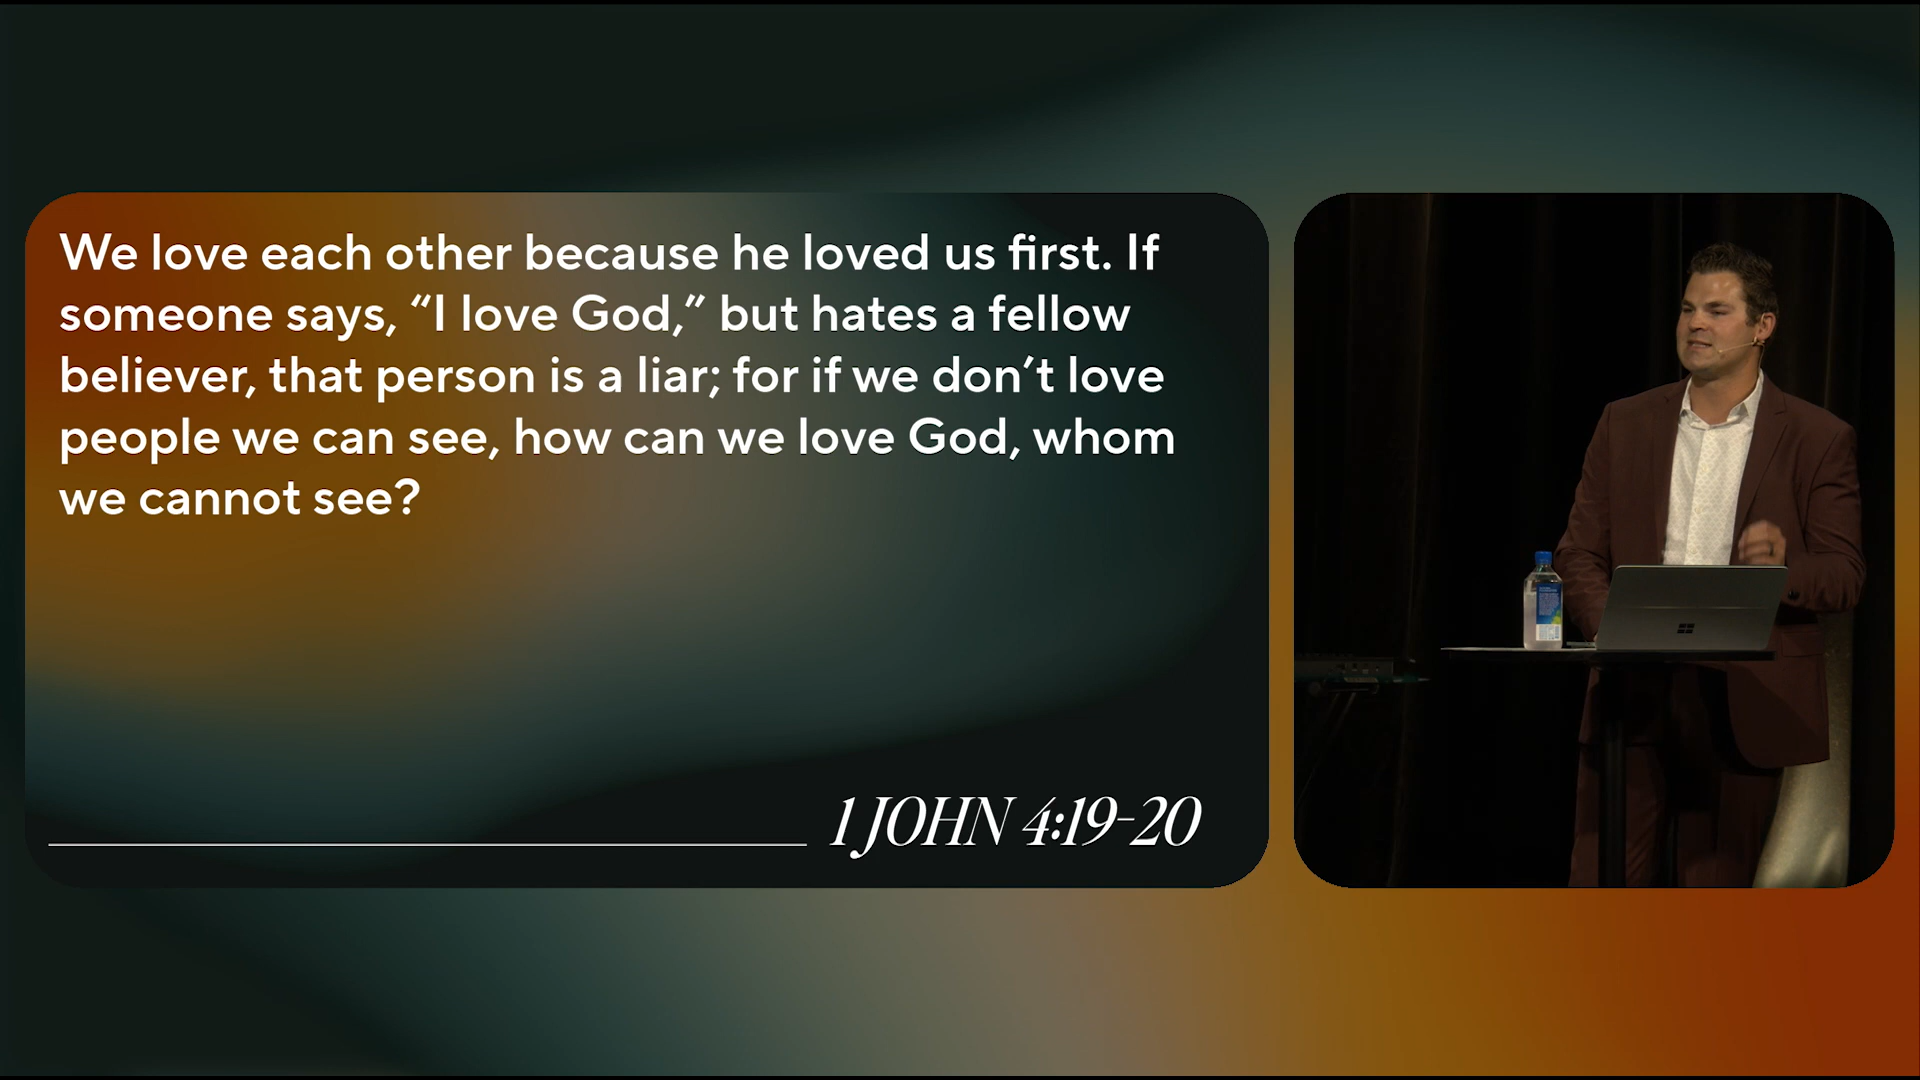 We love each other because he loved us first. If
someone says, “I love God,” but hates a fellow
believer, that person is a liar; for if we don’t love
people we can see, how can we love God, whom
we cannot see?
1 JOHN 4:19-20